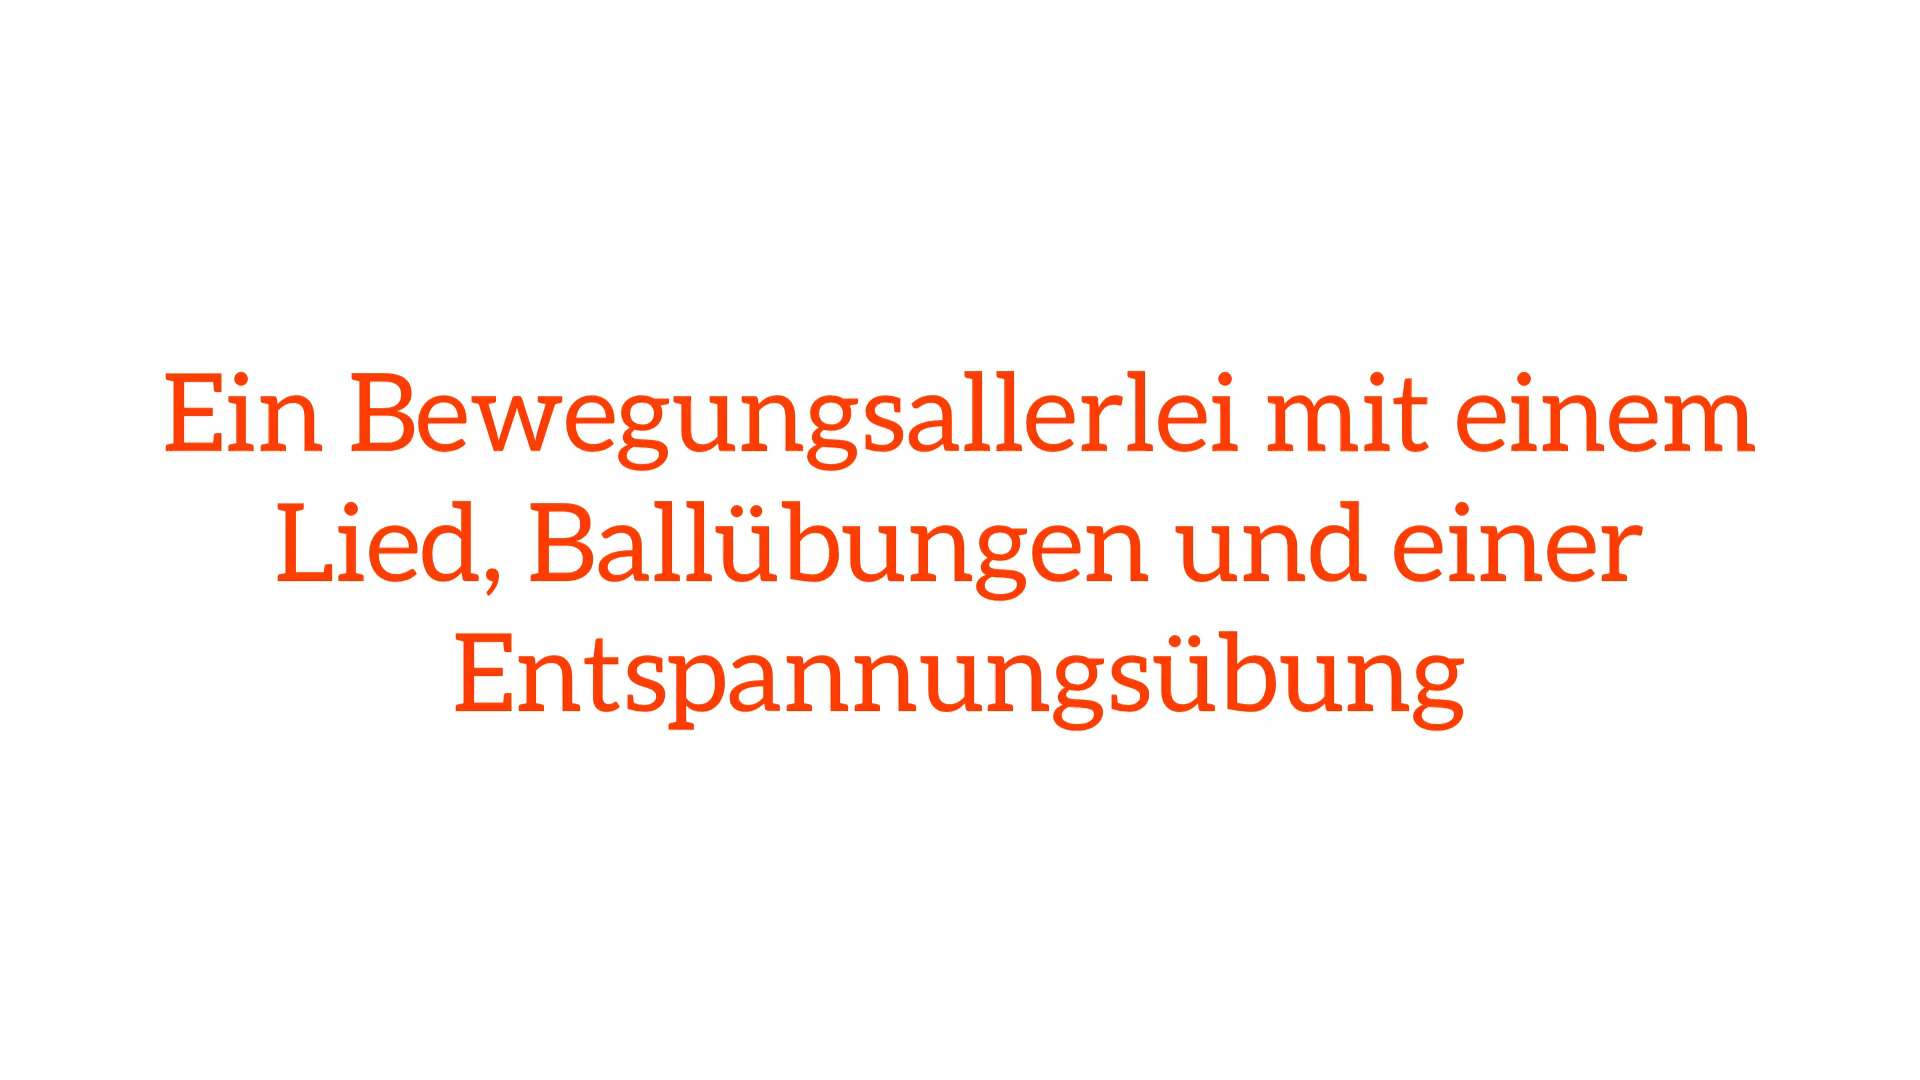 Ein Bewegungsallerlei mit einem
Lied, Ballübungen und einer
Entspannungsübung